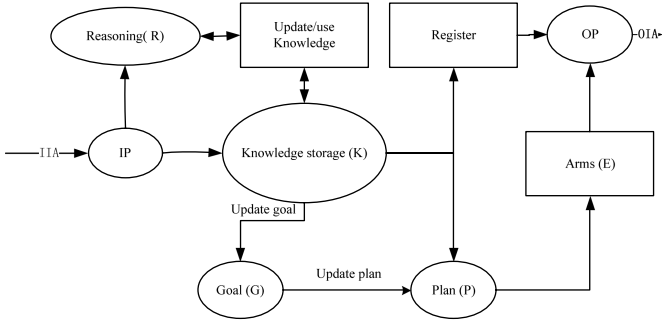 Reasoning( R)
Update/use
Knowledge
Register
OP
OIA
IIA
IP
Knowledge storage (K)
Arms (E)
Update goal
Goal (G)
Update plan
Plan (P)